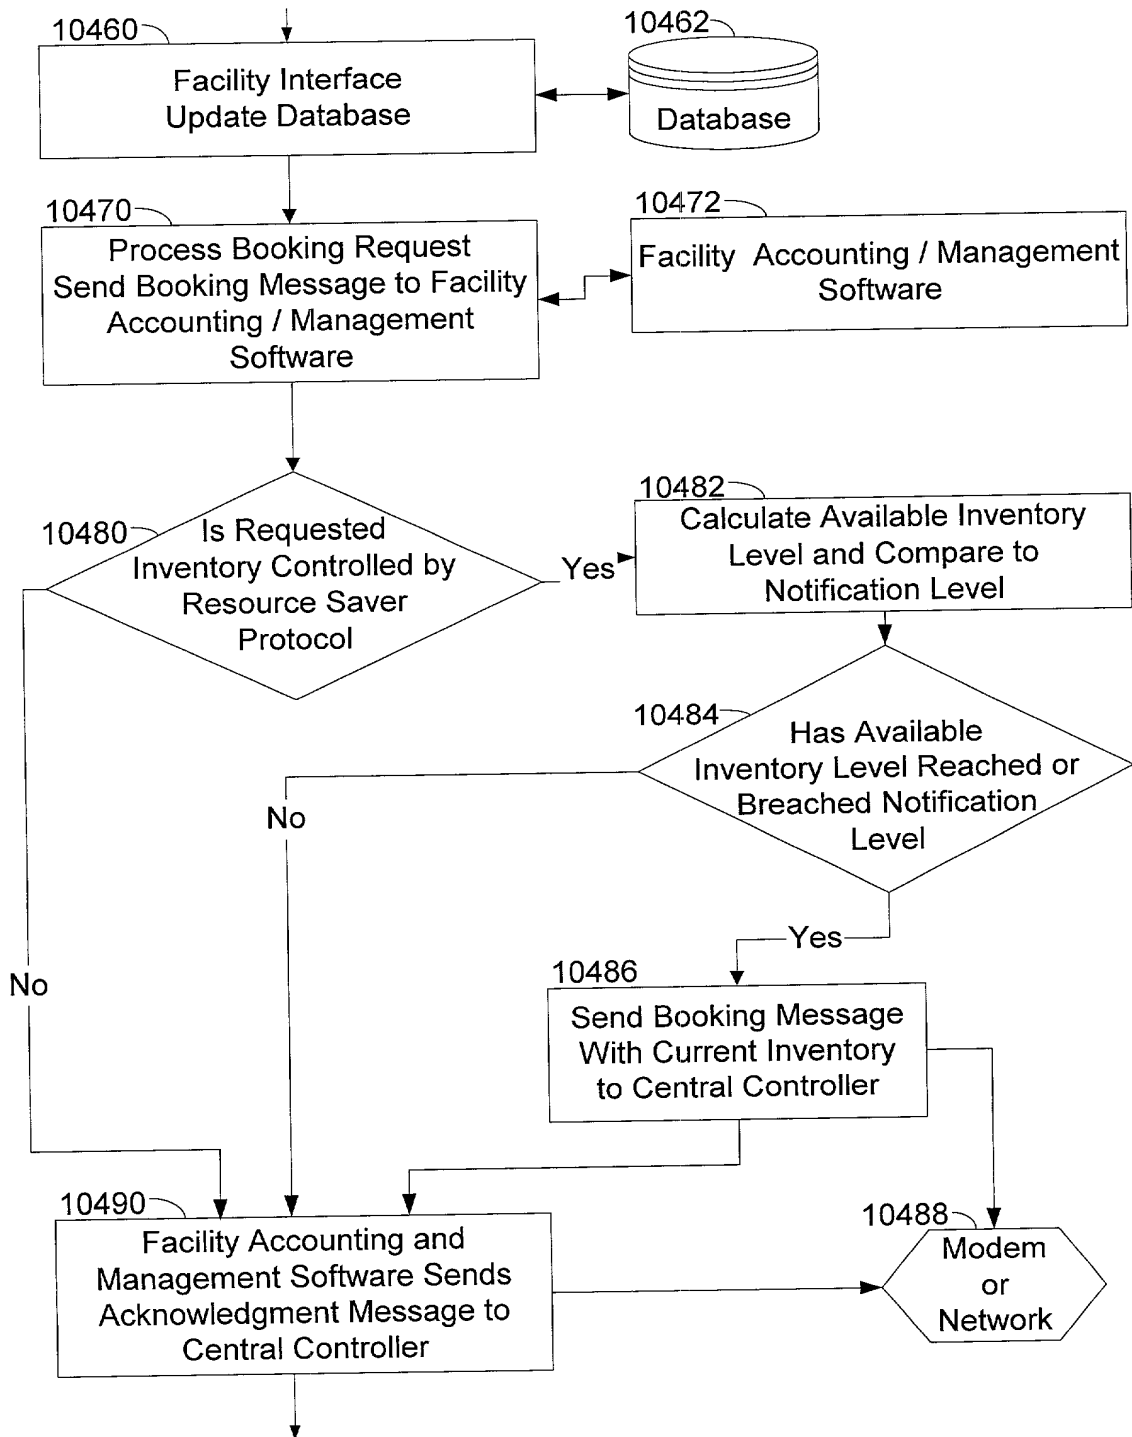 10460
Facility Interface
Update Database
10462
Database
10470
Process Booking Request
Send Booking Message to Facility
Accounting / Management
Software
10472
Facility Accounting / Management
Software
10480
Is Requested
Inventory Controlled by
Resource Saver
Protocol
Yes
10482
Calculate Available Inventory
Level and Compare to
Notification Level
10484
Has Available
Inventory Level Reached or
Breached Notification
Level
No
Yes
No
10486
Send Booking Message
With Current Inventory
to Central Controller
10490
Facility Accounting and
Management Software Sends
Acknowledgment Message to
Central Controller
10488
Modem
or
Network